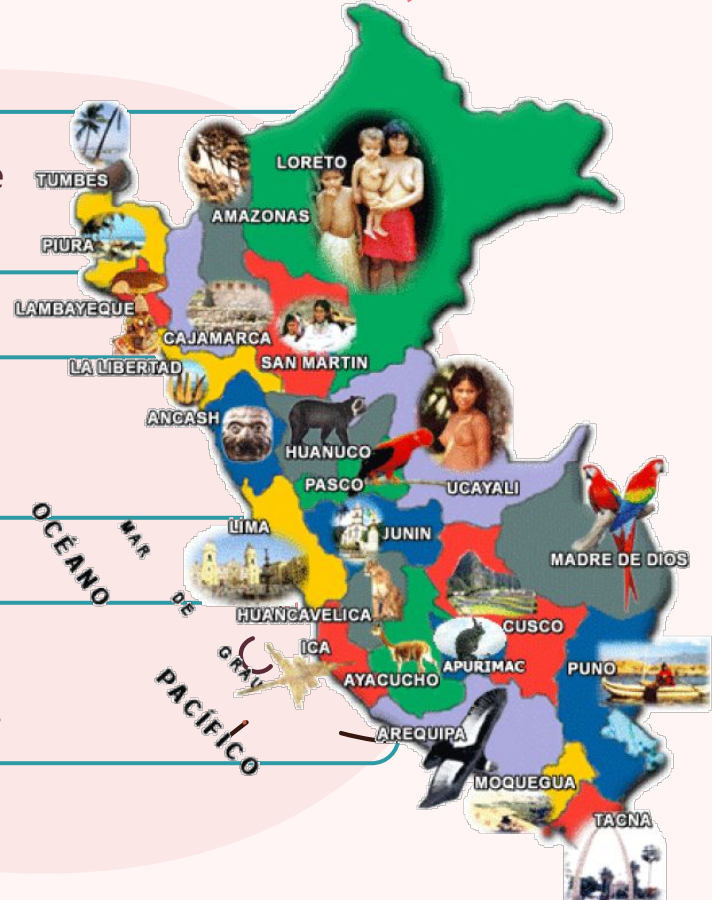 LORETO
TUMBES
AMAZONAS
PIURA
LAMBAYEQUE
CAJAMARCA
SAN MARTIN
LA LIBERTAD
ANCASH
HUANUCO
PASCO
UCAYALI
LIMA
JUNIN
MADRE DE DIOS
HUANCAVELICA
CUSCO
ICA
APURIMAC
PUNO
AYACUCHO
AREQUIPA
MOQUEGUA
TACNA
OCÉANO
PACÍFICO
MAR
DE
GRAU